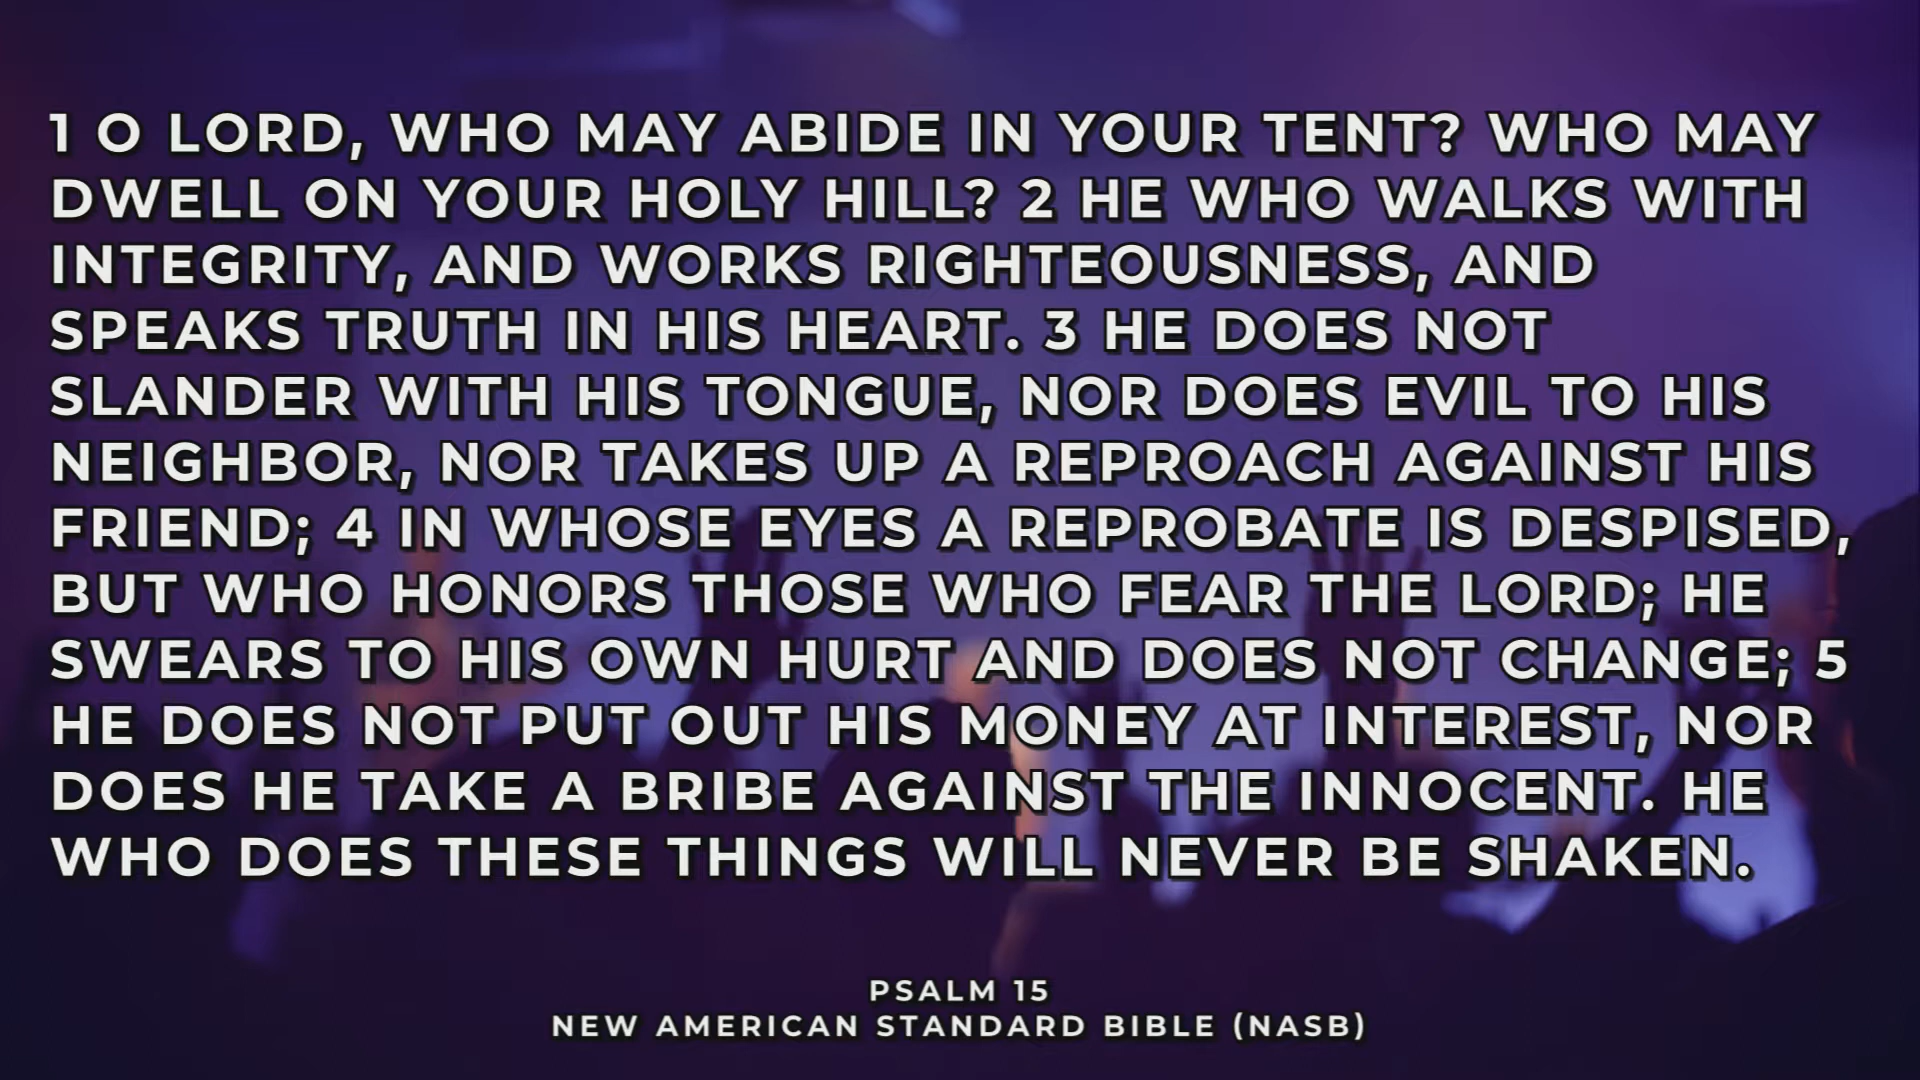 1 O LORD, WHO MAY ABIDE IN YOUR TENT? WHO MAY
DWELL ON YOUR HOLY HILL? 2 HE WHO WALKS WITH
INTEGRITY, AND WORKS RIGHTEOUSNESS, AND
SPEAKS TRUTH IN HIS HEART. 3 HE DOES NOT
SLANDER WITH HIS TONGUE, NOR DOES EVIL TO HIS
NEIGHBOR, NOR TAKES UP A REPROACH AGAINST HIS
FRIEND; 4 IN WHOSE EYES A REPROBATE IS DESPISED,
BUT WHO HONORS THOSE WHO FEAR THE LORD; HE
SWEARS TO HIS OWN HURT AND DOES NOT CHANGE; 5
HE DOES NOT PUT OUT HIS MONEY AT INTEREST, NOR
DOES HE TAKE A BRIBE AGAINST THE INNOCENT. HE
WHO DOES THESE THINGS WILL NEVER BE SHAKEN.
PSALM 15
NEW AMERICAN STANDARD BIBLE (NASB)